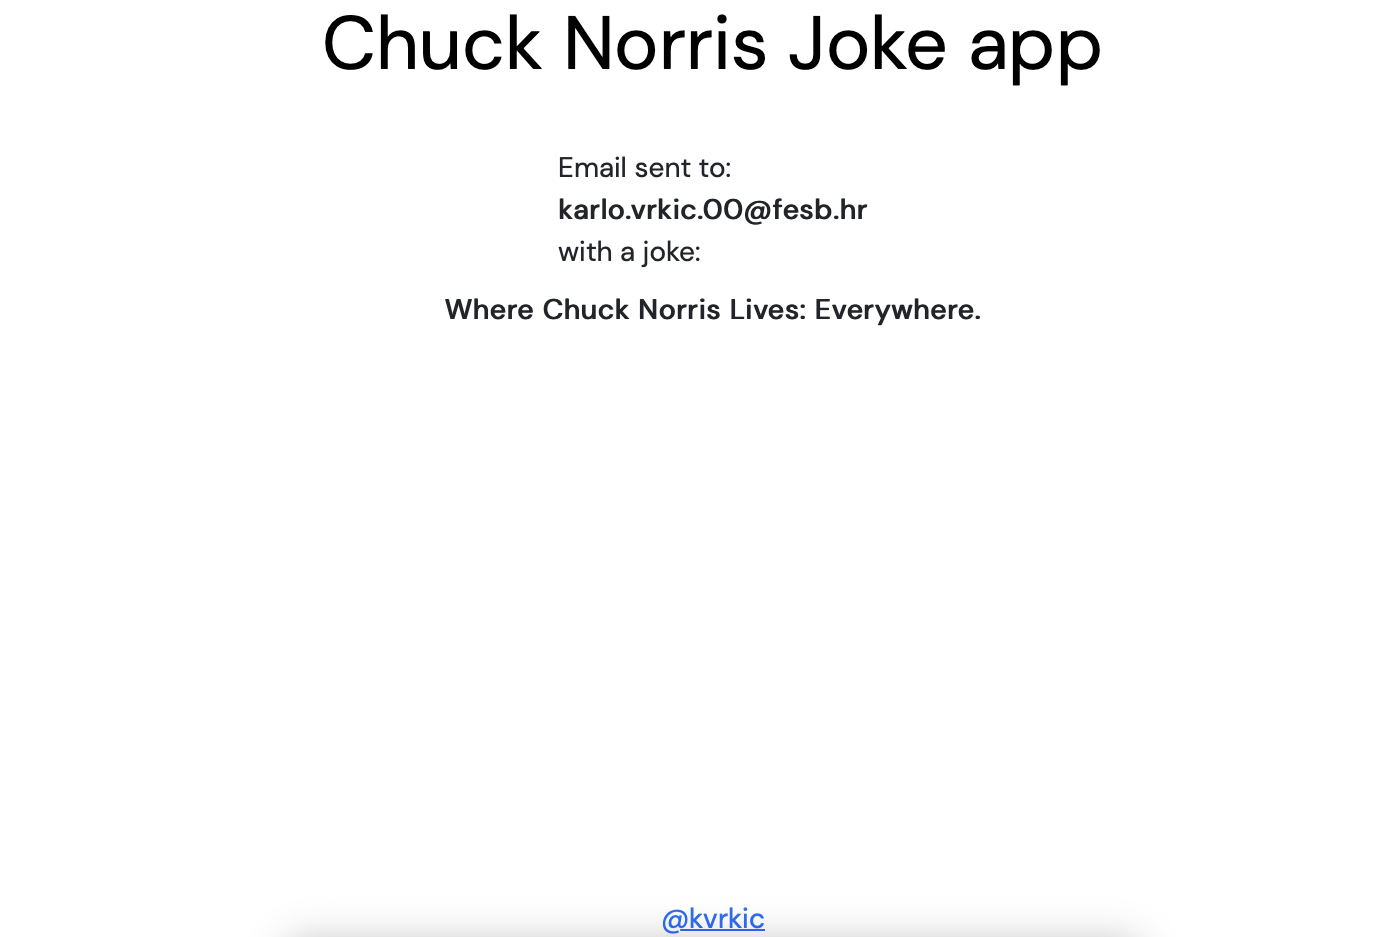 Chuck Norris Joke app
Email sent to:
karlo.vrkic.00@fesb.hr
with a joke:
Where Chuck Norris Lives: Everywhere.
@kvrkic